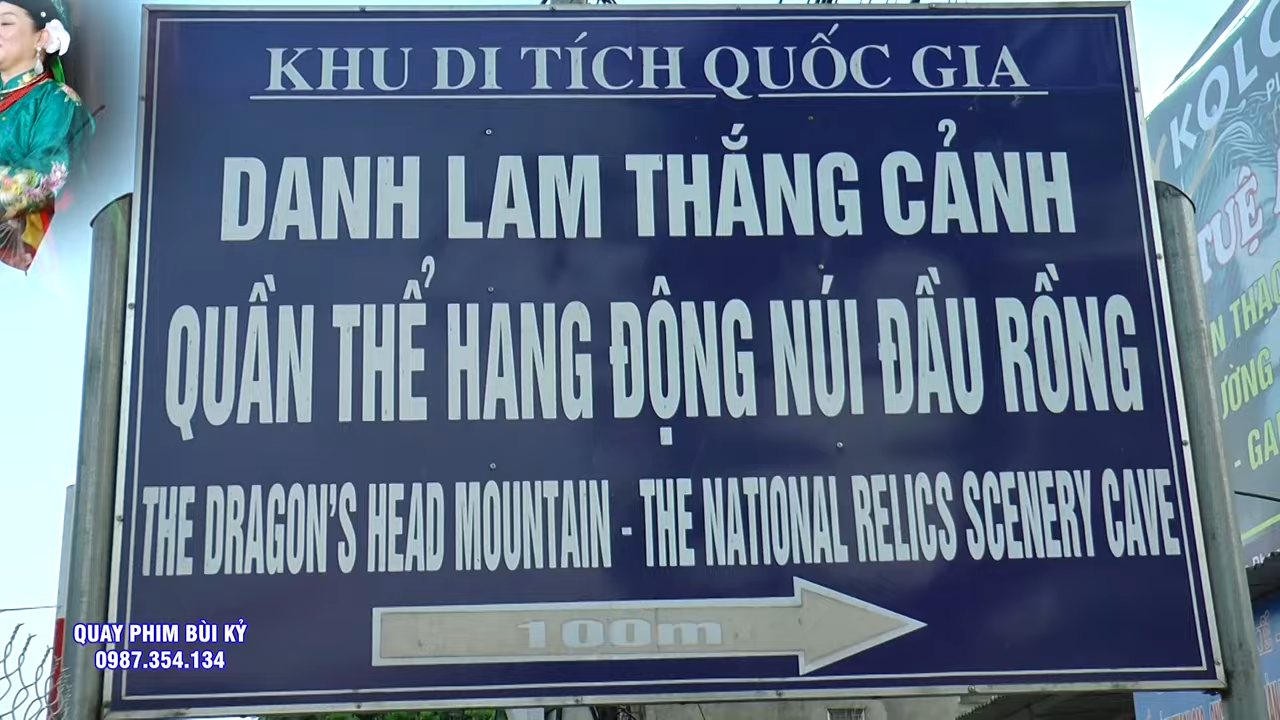 KHU DI TÍCH QUỐC GIA
DANH LAM THẮNG CẢNH
QUẦN THỂ HANG ĐỘNG NÚI ĐẦU RỒNG
THE DRAGON'S HEAD MOUNTAIN - THE NATIONAL RELICS SCENERY CAVE
100m
QUAY PHIM BÙI KỶ
0987.354.134
TUỆ